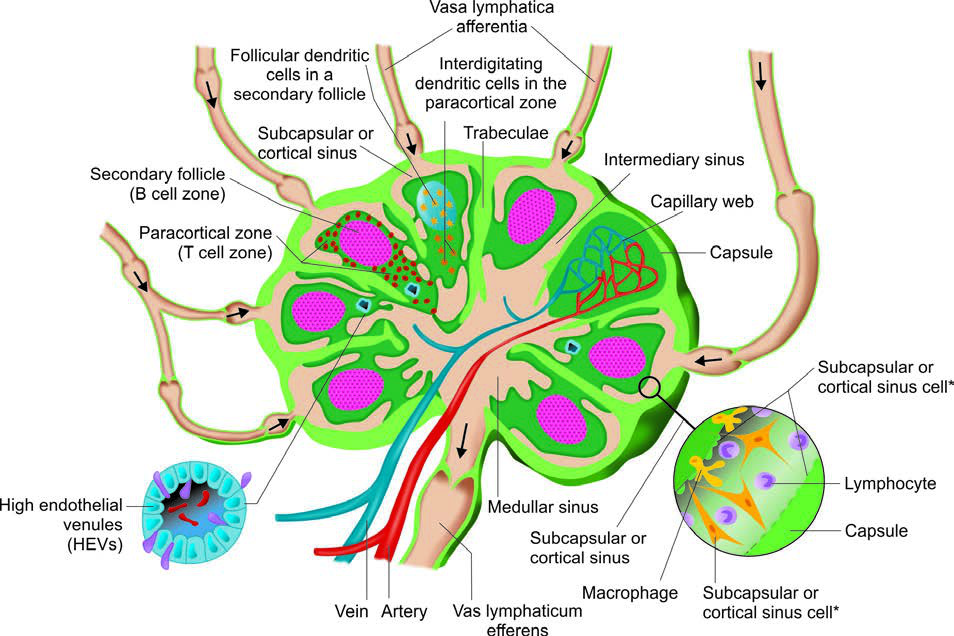 Vasa lymphatica
afferentia
Follicular dendritic
cells in a
secondary follicle
Interdigitating
dendritic cells in the
paracortical zone
Subcapsular or
cortical sinus
Trabeculae
Intermediary sinus
Secondary follicle
(B cell zone)
Capillary web
Paracortical zone
(T cell zone)
Capsule
Subcapsular or
cortical sinus cell*
High endothelial
venules
(HEVs)
Medullar sinus
Lymphocyte
Subcapsular or
cortical sinus
Capsule
Macrophage
Subcapsular or
cortical sinus cell*
Vein
Artery
Vas lymphaticum
efferens